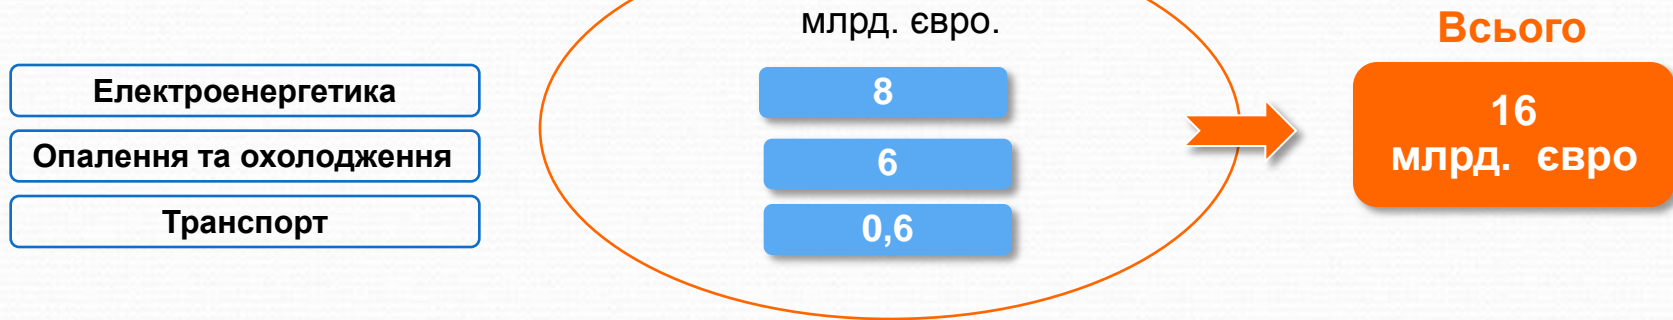 млрд. євро.
Всього
Електроенергетика
8
Опалення та охолодження
6
Транспорт
0,6
16
млрд. євро